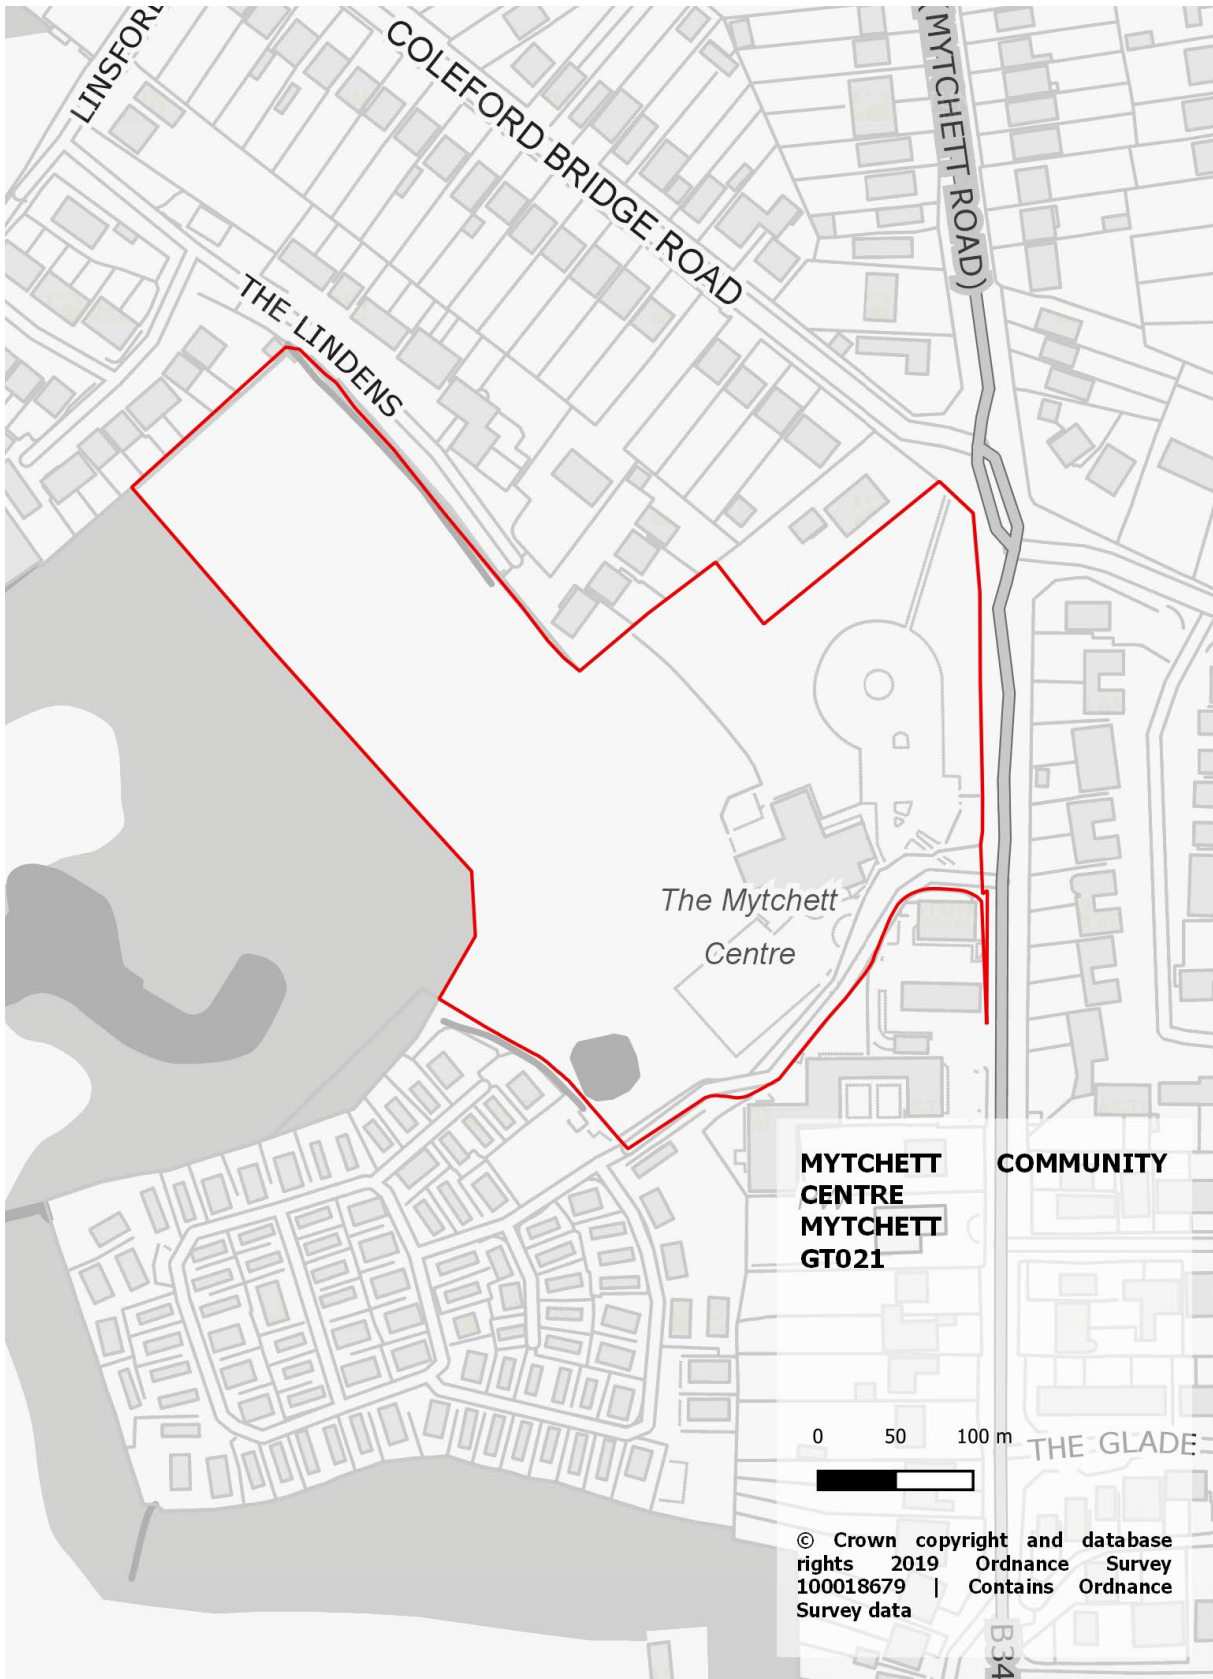 LINSFORD
COLEFORD BRIDGE ROAD
(MYTCHETT ROAD)
THE LINDENS
The Mytchett
Centre
MYTCHETT COMMUNITY
CENTRE
MYTCHETT
GT021
0 50 100 m
THE GLADE
© Crown copyright and database
rights 2019 Ordnance Survey
100018679 | Contains Ordnance
Survey data
B34